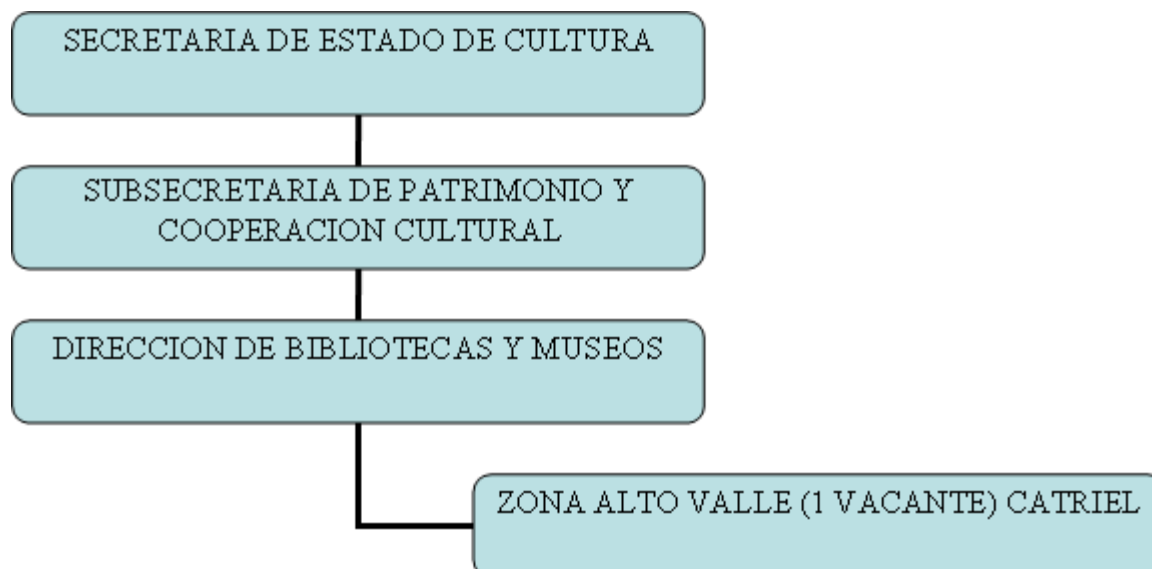 SECRETARIA DE ESTADO DE CULTURA
SUBSECRETARIA DE PATRIMONIO Y
COOPERACION CULTURAL
DIRECCION DE BIBLIOTECAS Y MUSEOS
ZONA ALTO VALLE (1 VACANTE) CATRIEL